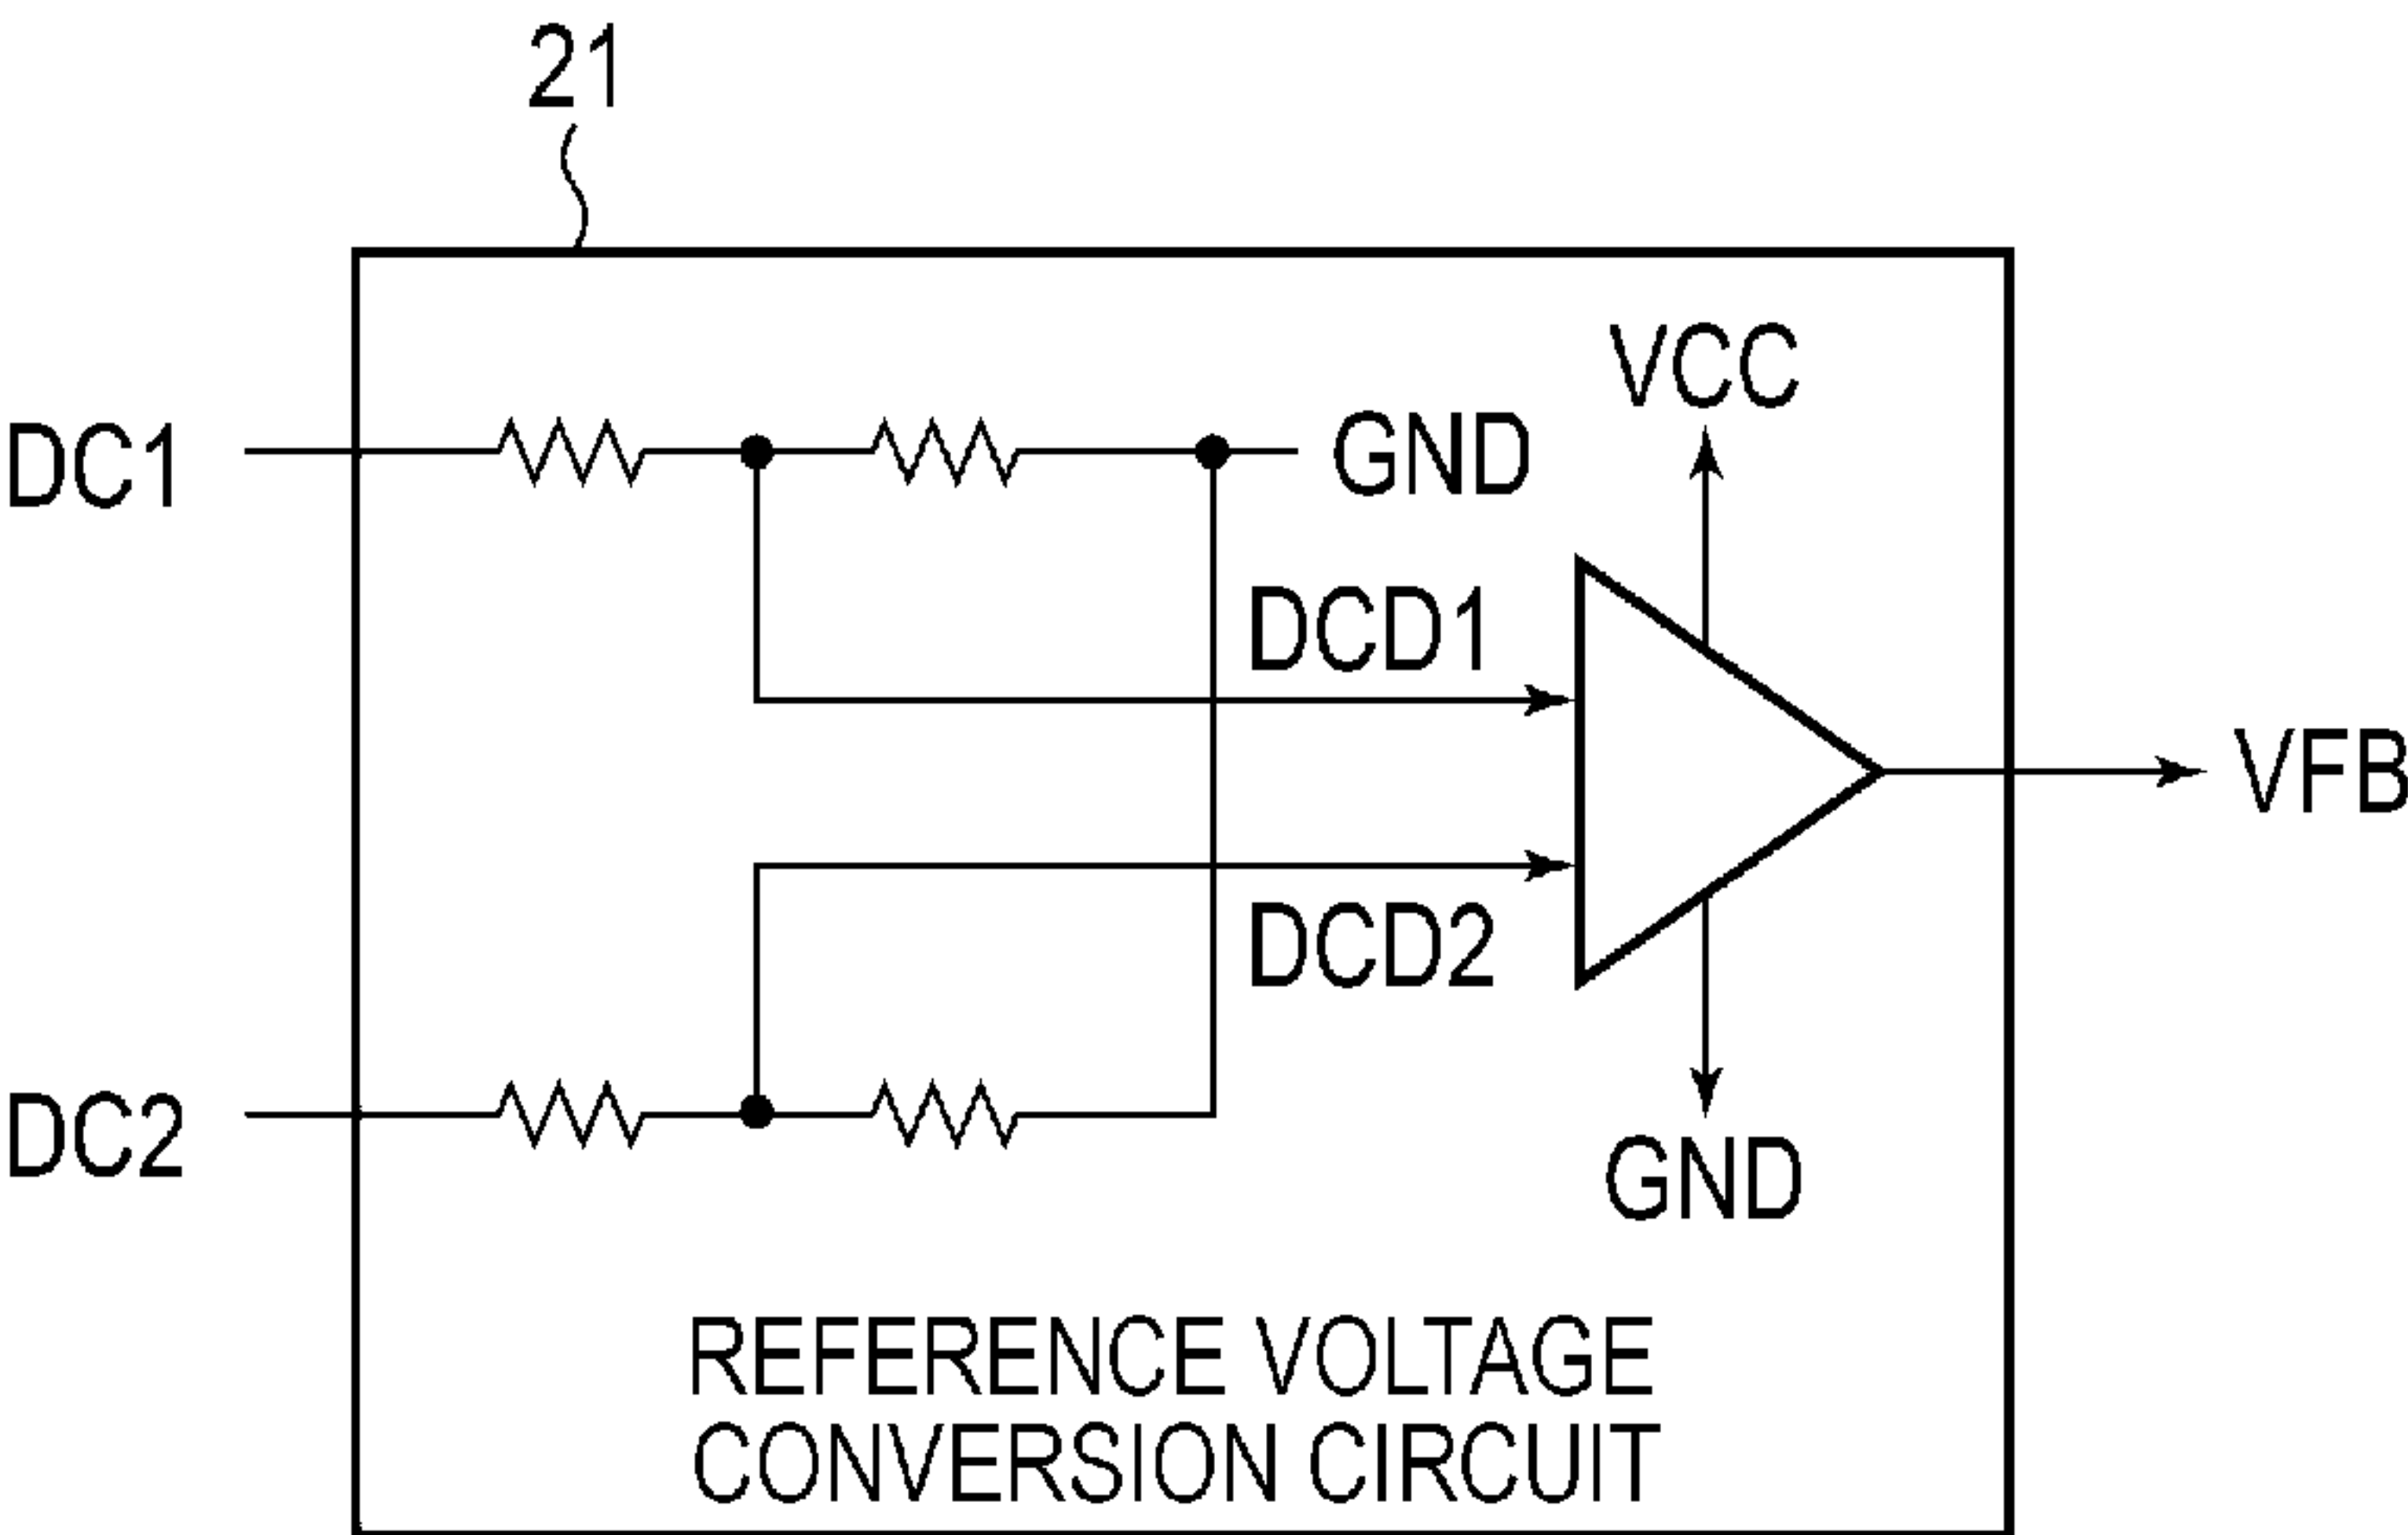 21
VCC
DC1
GND
DCD1
VFB
DCD2
DC2
GND
REFERENCE VOLTAGE
CONVERSION CIRCUIT